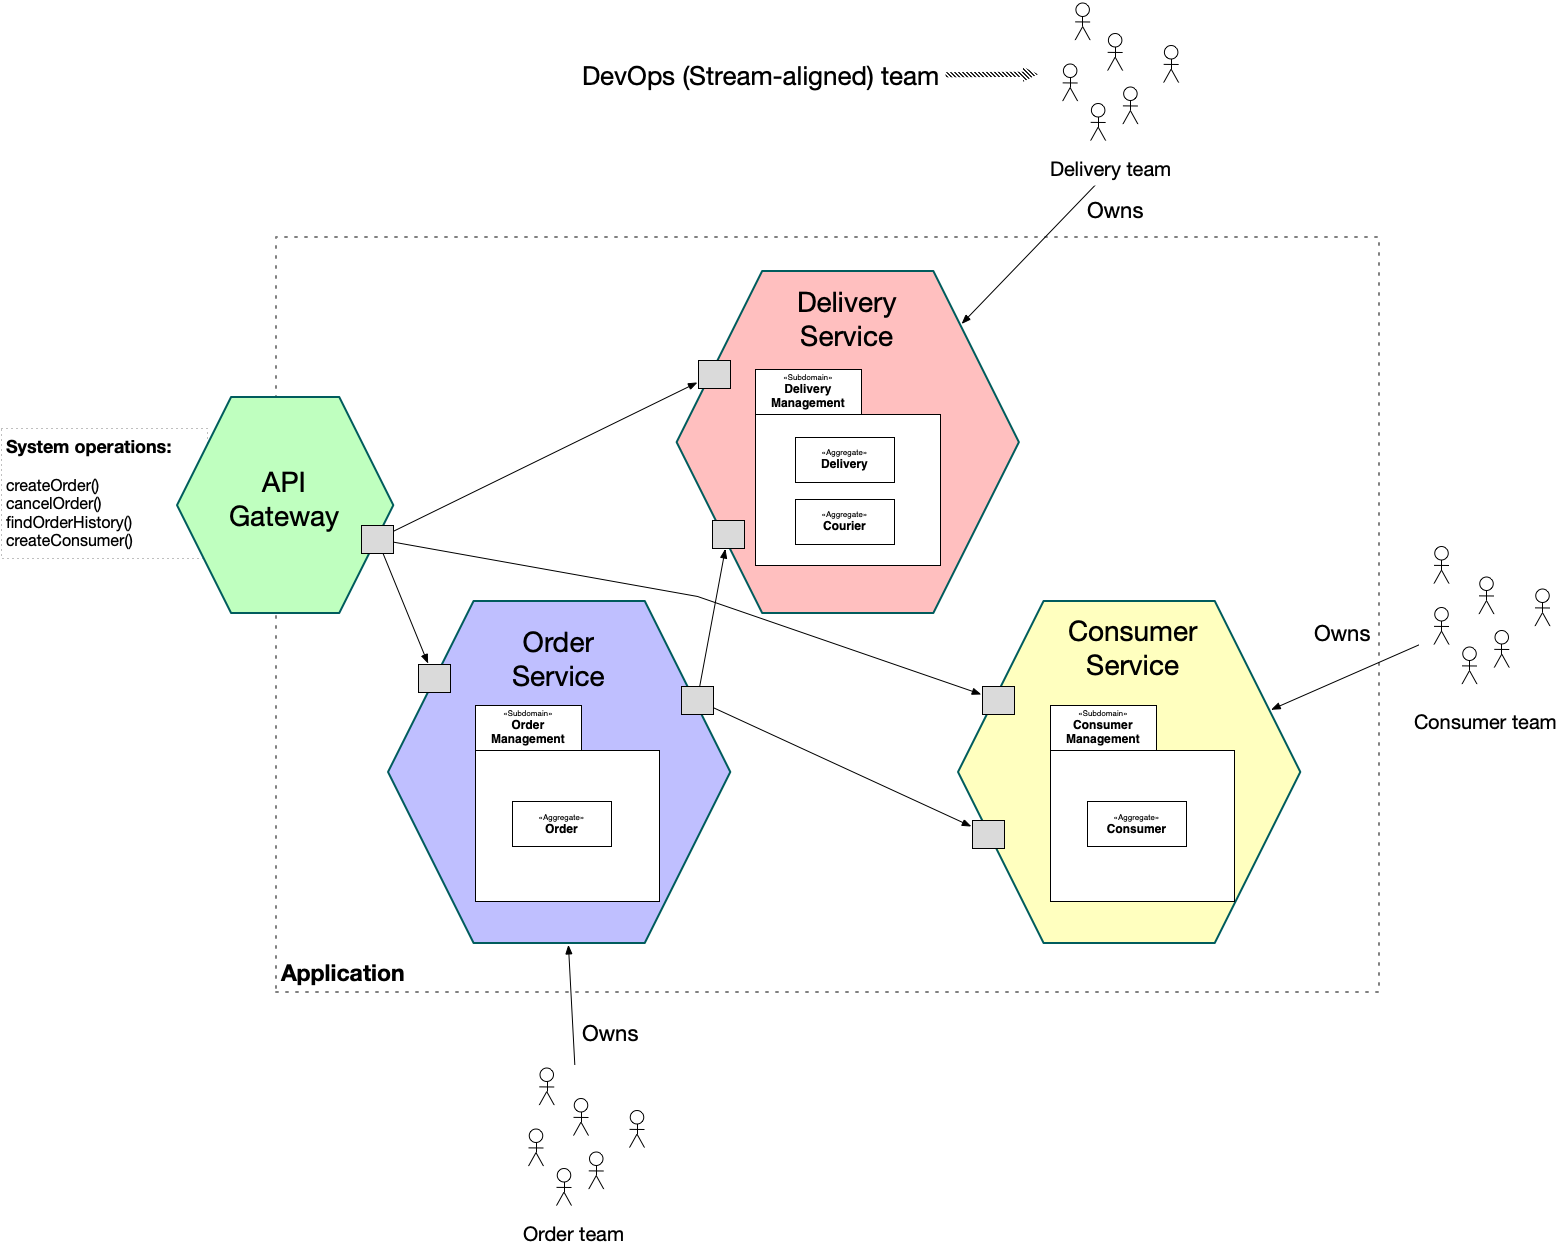 DevOps (Stream-aligned) team
Delivery team
Owns
Delivery
Service
«Subdomain»
Delivery
Management
«Aggregate»
Delivery
«Aggregate»
Courier
System operations:
createOrder()
cancelOrder()
findOrderHistory()
createConsumer()
API
Gateway
Order
Service
«Subdomain»
Order
Management
«Aggregate»
Order
Consumer
Service
«Subdomain»
Consumer
Management
«Aggregate»
Consumer
Owns
Consumer team
Application
Owns
Order team